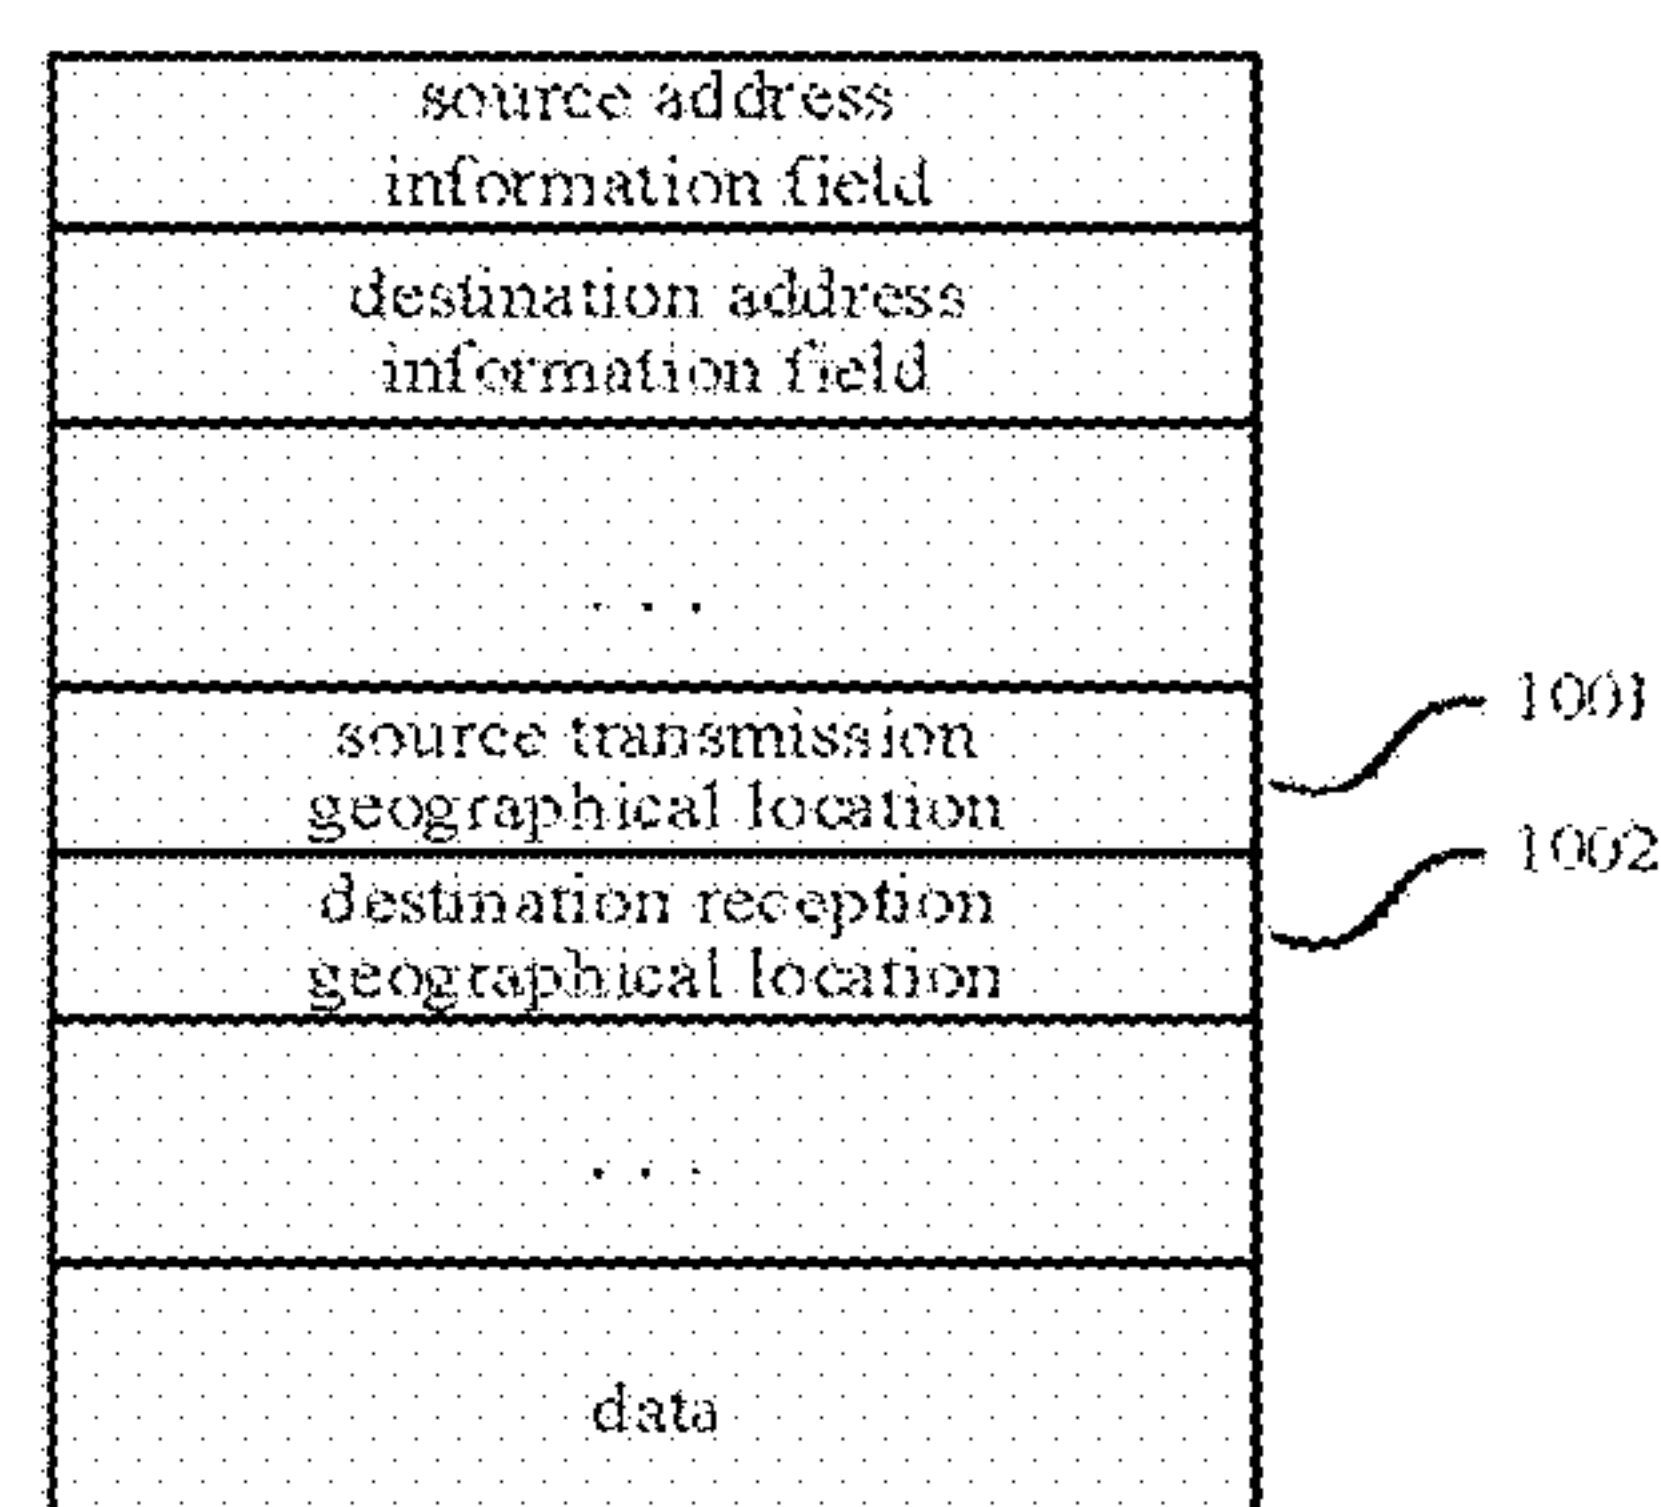 source address
information field
destination address
information field
. . .
source transmission
geographical location
1001
destination reception
geographical location
1002
. . .
data